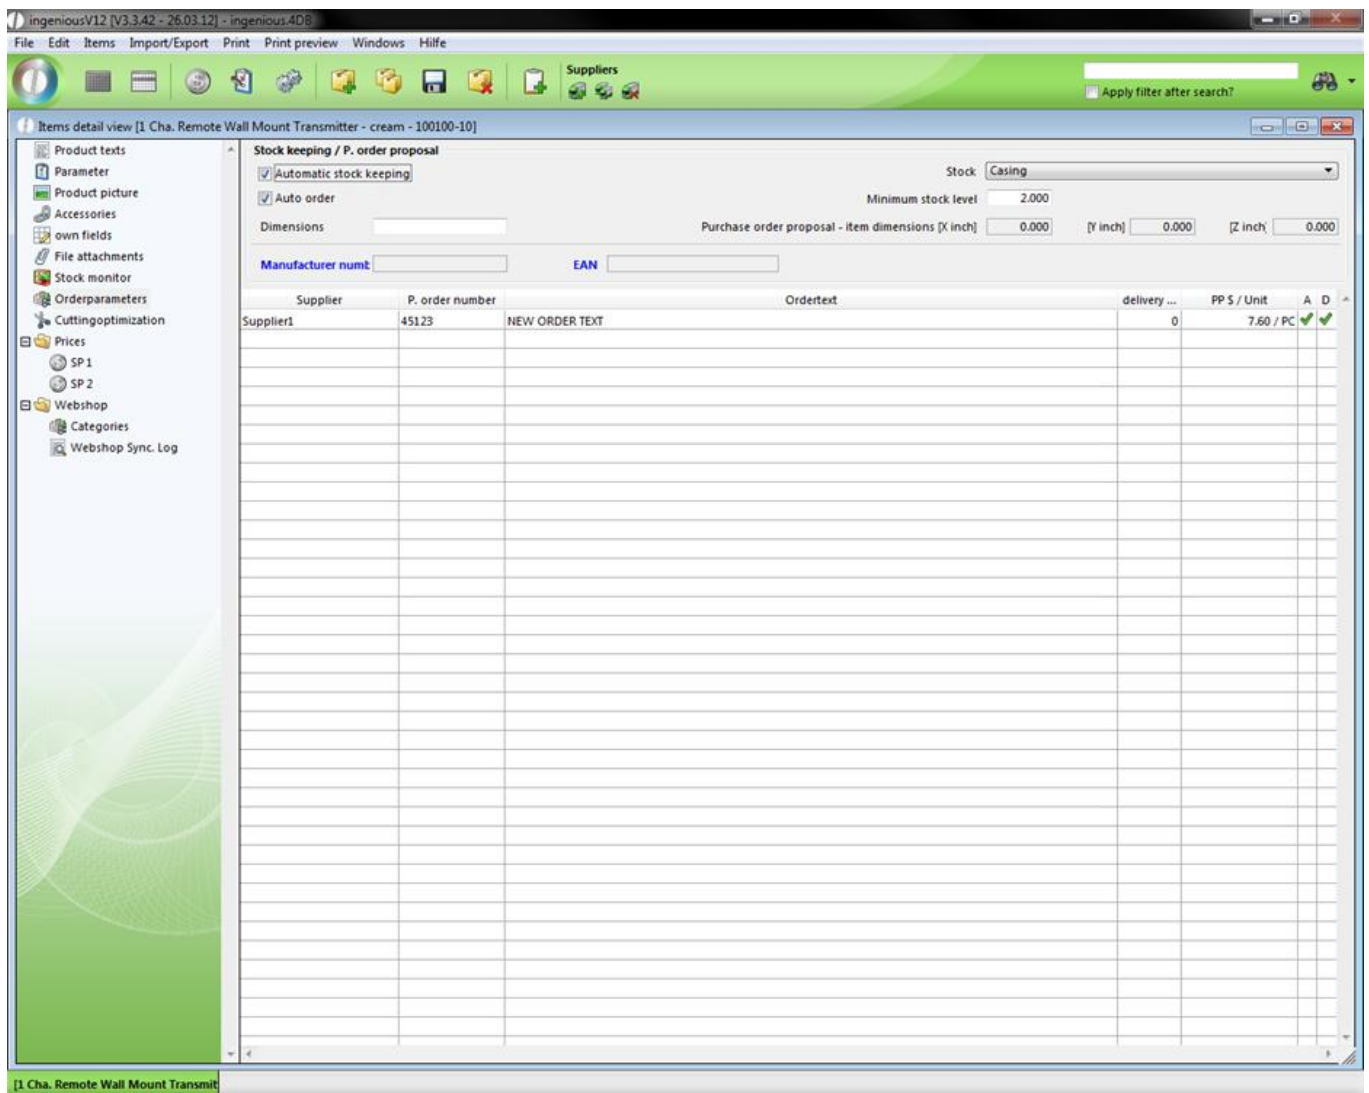 ingeniousV12 [V3.3.42 - 26.03.12] - ingenious.4DB
File Edit Items Import/Export Print Print preview Windows Hilfe
Suppliers
Apply filter after search?
Items detail view [1 Cha. Remote Wall Mount Transmitter - cream - 100100-10]
Product texts
Parameter
Product picture
Accessories
own fields
File attachments
Stock monitor
Orderparameters
Cuttingoptimization
Prices
SP 1
SP 2
Webshop
Categories
Webshop Sync. Log
Stock keeping / P. order proposal
Automatic stock keeping
Stock Casing
Auto order
Minimum stock level 2.000
Dimensions
Purchase order proposal - item dimensions [X inch] 0.000 [Y inch] 0.000 [Z inch] 0.000
Manufacturer numb
EAN
Supplier P. order number Ordertext delivery ... PP $ / Unit A D
Supplier1 45123 NEW ORDER TEXT 0 7.60 / PC
[1 Cha. Remote Wall Mount Transmit